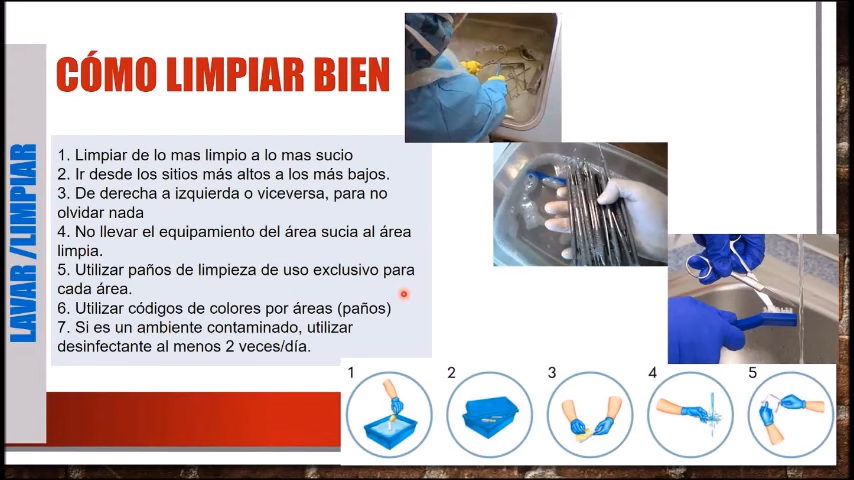 CÓMO LIMPIAR BIEN
LAVAR /LIMPIAR
1. Limpiar de lo mas limpio a lo mas sucio
2. Ir desde los sitios más altos a los más bajos.
3. De derecha a izquierda o viceversa, para no
olvidar nada
4. No llevar el equipamiento del área sucia al área
limpia.
5. Utilizar paños de limpieza de uso exclusivo para
cada área.
6. Utilizar códigos de colores por áreas (paños)
7. Si es un ambiente contaminado, utilizar
desinfectante al menos 2 veces/día.
1 2 3 4 5